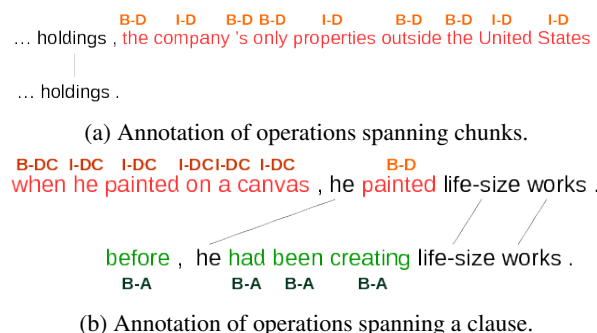 B-D I-D B-D B-D I-D B-D B-D I-D I-D
... holdings , the company 's only properties outside the United States
... holdings .
(a) Annotation of operations spanning chunks.
B-DC I-DC I-DC I-DC I-DC I-DC B-D
when he painted on a canvas , he painted life-size works .
before , he had been creating life-size works .
B-A B-A B-A B-A
(b) Annotation of operations spanning a clause.